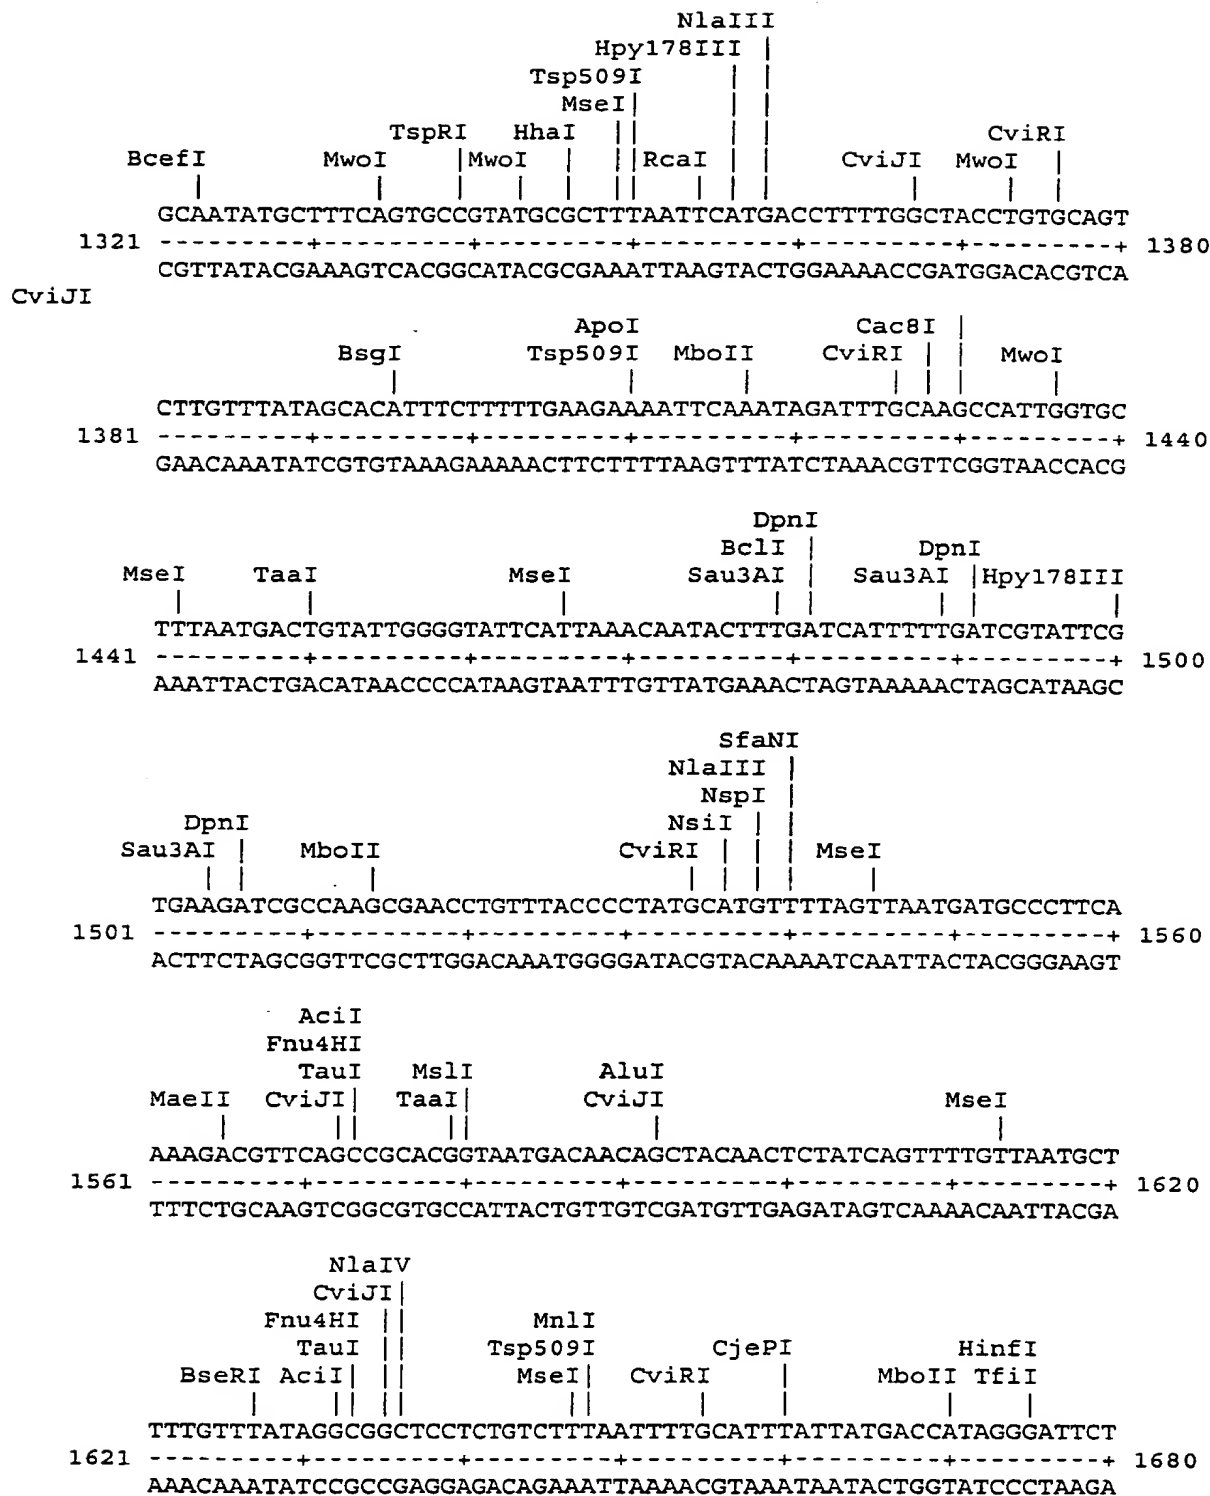 NlaIII
Hpy178III
Tsp509I
MseI
TspRI HhaI CviRI
BcefI MwoI MwoI RcaI CviJI MwoI
GCAATATGCTTTCAGTGCCGTATGCGCTTTAATTCATGACCTTTTGGCTACCTGTGCAGT
1321 ---------+---------+---------+---------+---------+---------+ 1380
CGTTATACGAAAGTCACGGCATACGCGAAATTAAGTACTGGAAAACCGATGGACACGTCA
CviJI
ApoI Cac8I
BsgI Tsp509I MboII CviRI MwoI
CTTGTTTATAGCACATTTCTTTTTGAAGAAAATTCAAATAGATTTGCAAGCCATTGGTGC
1381 ---------+---------+---------+---------+---------+---------+ 1440
GAACAAATATCGTGTAAAGAAAAACTTCTTTTAAGTTTATCTAAACGTTCGGTAACCACG
DpnI
BclI DpnI
MseI TaaI MseI Sau3AI Sau3AI Hpy178III
TTTAATGACTGTATTGGGGTATTCATTAAACAATACTTTGATCATTTTTGATCGTATTCG
1441 ---------+---------+---------+---------+---------+---------+ 1500
AAATTACTGACATAACCCCATAAGTAATTTGTTATGAAACTAGTAAAAACTAGCATAAGC
SfaNI
NlaIII
NspI
DpnI NsiI
Sau3AI MboII CviRI MseI
TGAAGATCGCCAAGCGAACCTGTTTACCCCTATGCATGTTTTAGTTAATGATGCCCTTCA
1501 ---------+---------+---------+---------+---------+---------+ 1560
ACTTCTAGCGGTTCGCTTGGACAAATGGGGATACGTACAAAATCAATTACTACGGGAAGT
AciI
Fnu4HI
TauI MslI AluI
MaeII CviJI TaaI CviJI MseI
AAAGACGTTCAGCCGCACGGTAATGACAACAGCTACAACTCTATCAGTTTTGTTAATGCT
1561 ---------+---------+---------+---------+---------+---------+ 1620
TTTCTGCAAGTCGGCGTGCCATTACTGTTGTCGATGTTGAGATAGTCAAAACAATTACGA
NlaIV
CviJI
Fnu4HI MnlI
TauI Tsp509I CjePI HinfI
BseRI AciI MseI CviRI MboII TfiI
TTTGTTTATAGGCGGCTCCTCTGTCTTTAATTTTGCATTTATTATGACCATAGGGATTCT
1621 ---------+---------+---------+---------+---------+---------+ 1680
AAACAAATATCCGCCGAGGAGACAGAAATTAAAACGTAAATAATACTGGTATCCCTAAGA